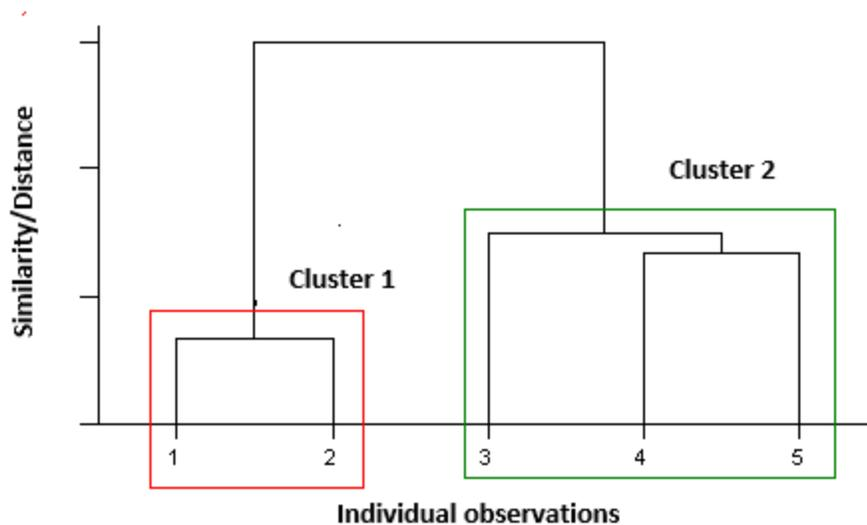 Similarity/Distance
Cluster 2
Cluster 1
1 2 3 4 5
Individual observations